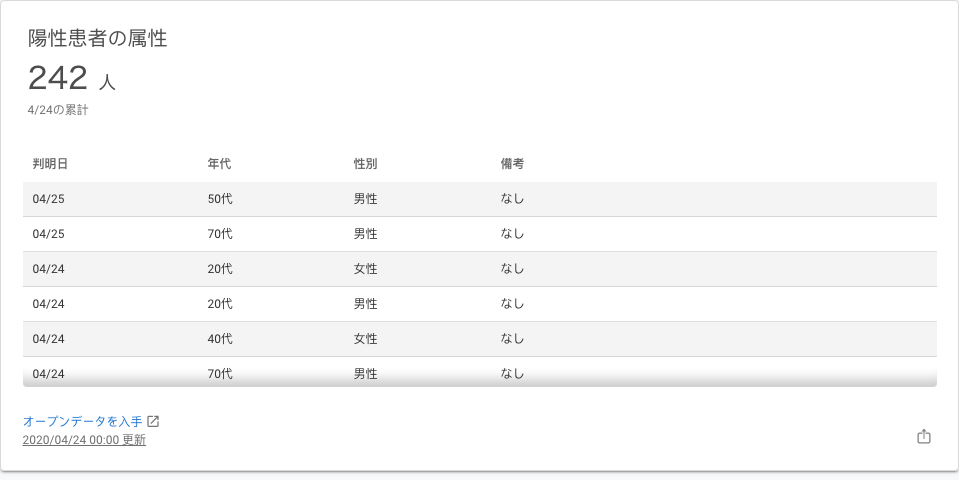 陽性患者の属性
242 人
4/24の累計
判明日 年代 性別 備考
04/25 50代 男性 なし
04/25 70代 男性 なし
04/24 20代 女性 なし
04/24 20代 男性 なし
04/24 40代 女性 なし
04/24 70代 男性 なし
オープンデータを入手
2020/04/24 00:00 更新